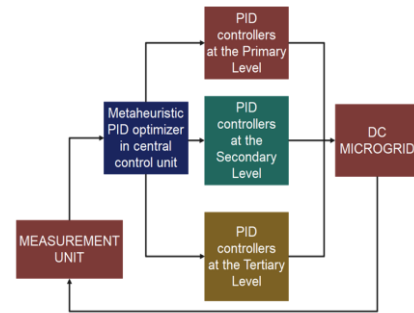 PID
controllers
at the Primary
Level
Metaheuristic
PID optimizer
in central
control unit
PID
controllers
at the
Secondary
Level
DC
MICROGRID
MEASUREMENT
UNIT
PID
controllers
at the Tertiary
Level